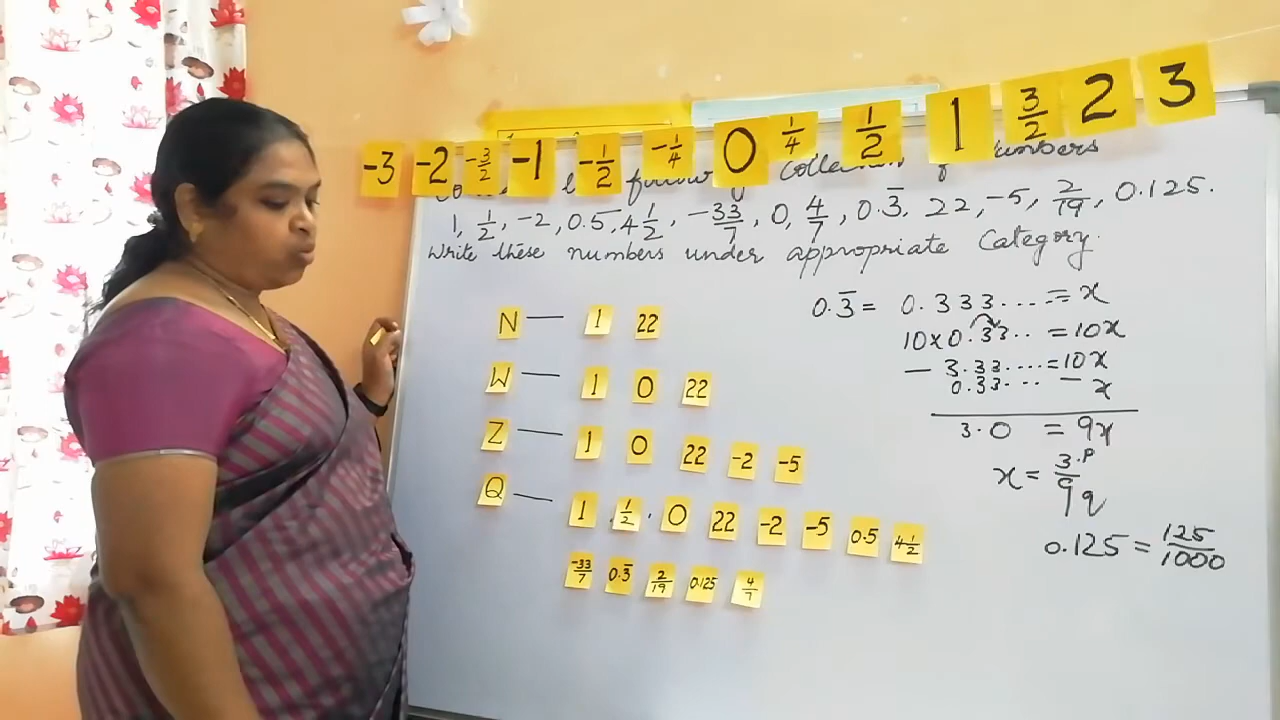 -3 -2 -3/2 -1 -1/2 -1/4 0 1/4 1/2 1 3/2 2 3
following collection of numbers
1, 1/2, -2, 0.5, 4 1/2, -33/7, 0, 4/7, 0.3̅, 22, -5, 2/19, 0.125.
Write these numbers under appropriate Category.
N — 1 22
W — 1 0 22
Z — 1 0 22 -2 -5
Q — 1 1/2 0 22 -2 -5 0.5 4 1/2
-33/7 0.3̅ 2/19 0.125 4/7
0.3̅ = 0.333.... = x
10x0.33.. = 10x
- 3.33.... = 10x
0.33... - x
3.0 = 9x
x = 3/9 p/q
0.125 = 125/1000